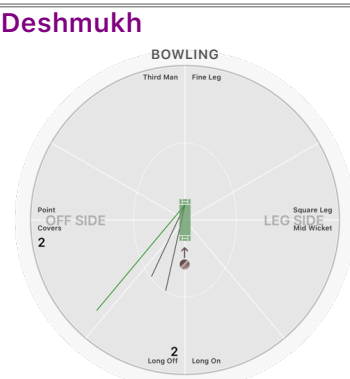 Deshmukh
BOWLING
Third Man Fine Leg
Point Square Leg
OFF SIDE LEG SIDE
Covers Mid Wicket
2
2
Long Off Long On